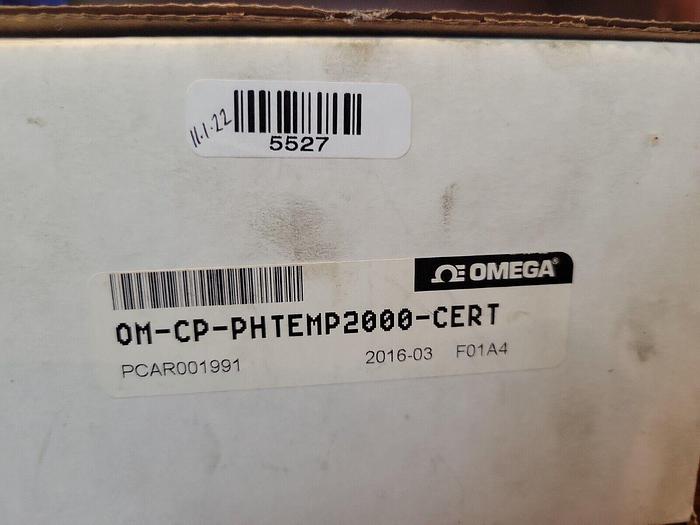 11.1.22
5527
OMEGA®
OM-CP-PHTEMP2000-CERT
PCAR001991 2016-03 F01A4